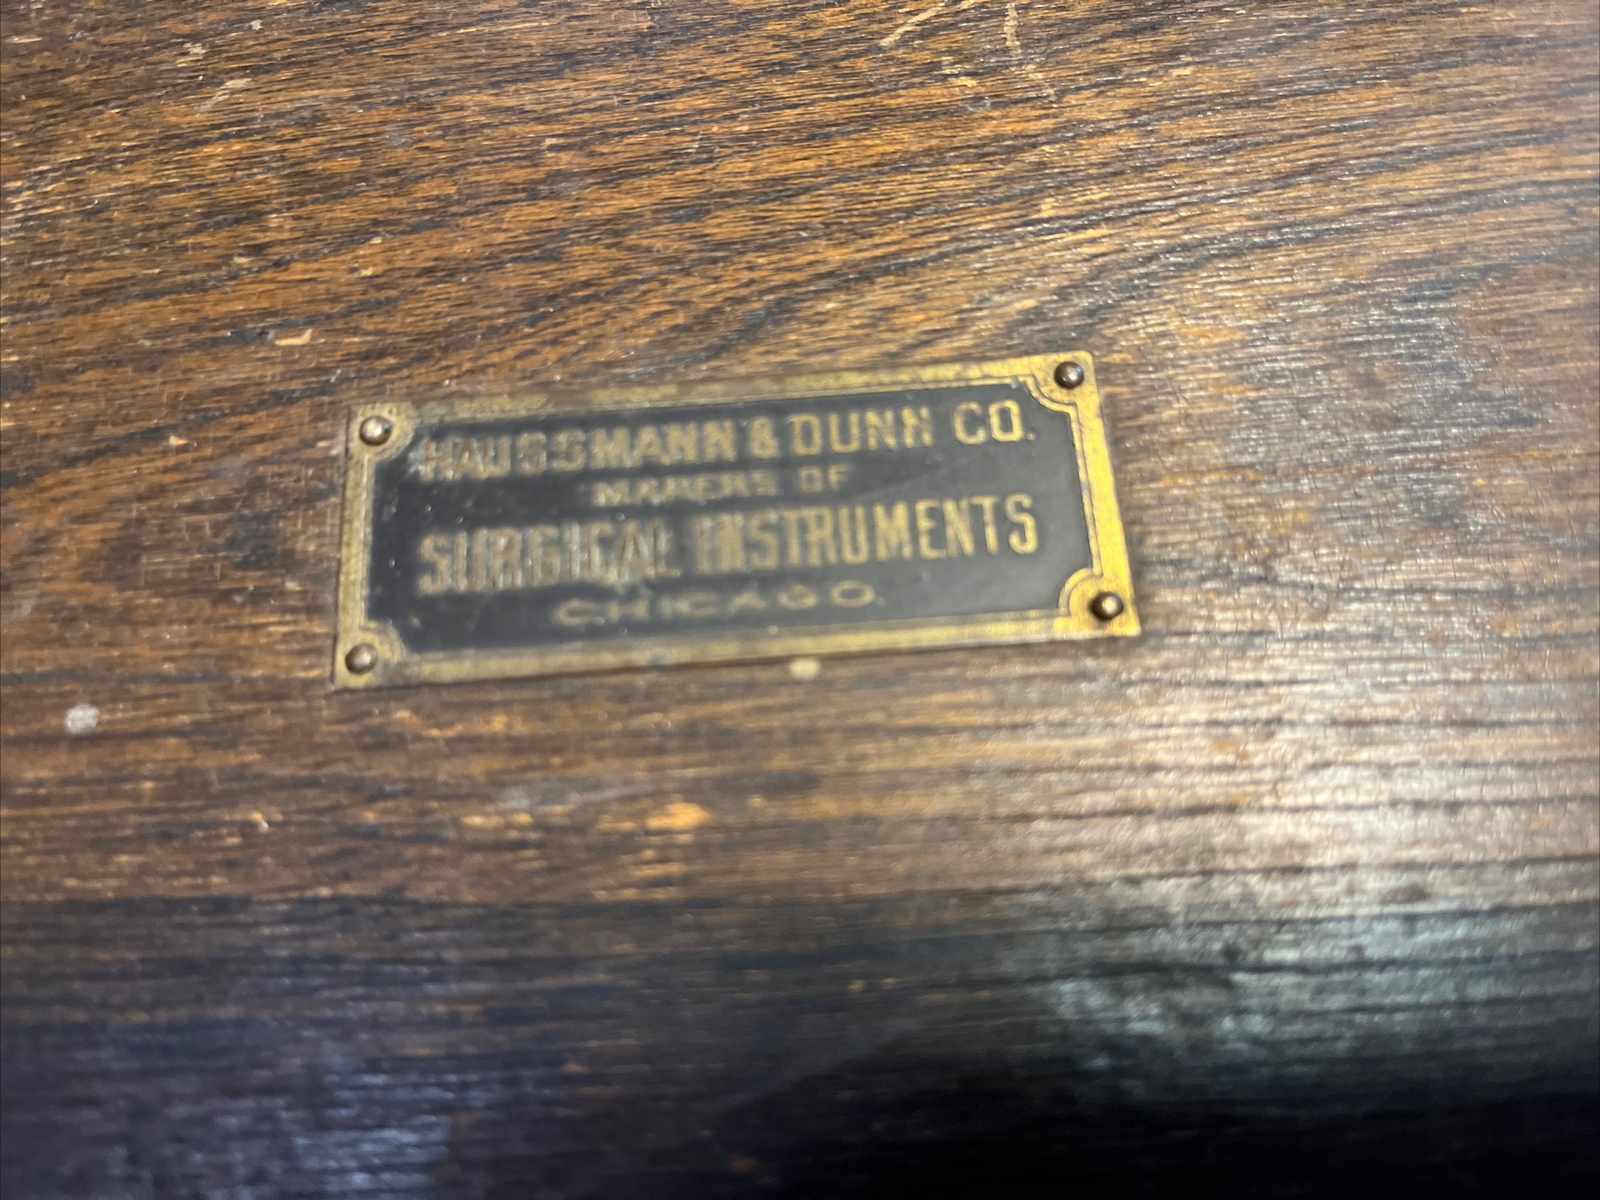 HAUSSMANN & DUNN CO.
MAKERS OF
SURGICAL INSTRUMENTS
CHICAGO.